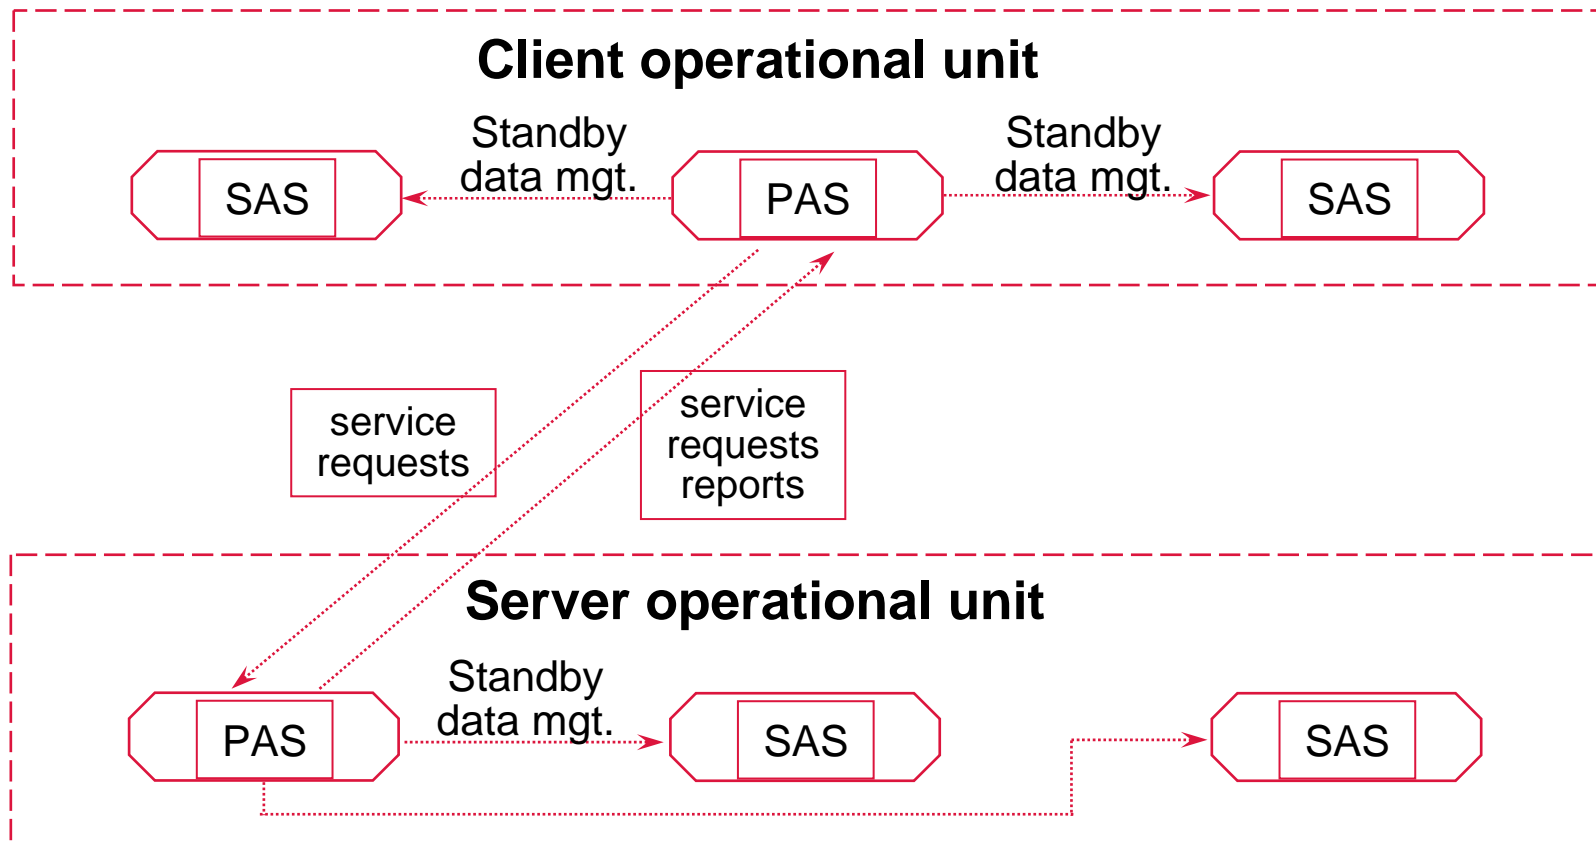 Client operational unit
Standby
data mgt.
Standby
data mgt.
SAS
PAS
SAS
service
requests
service
requests
reports
Server operational unit
Standby
data mgt.
PAS
SAS
SAS